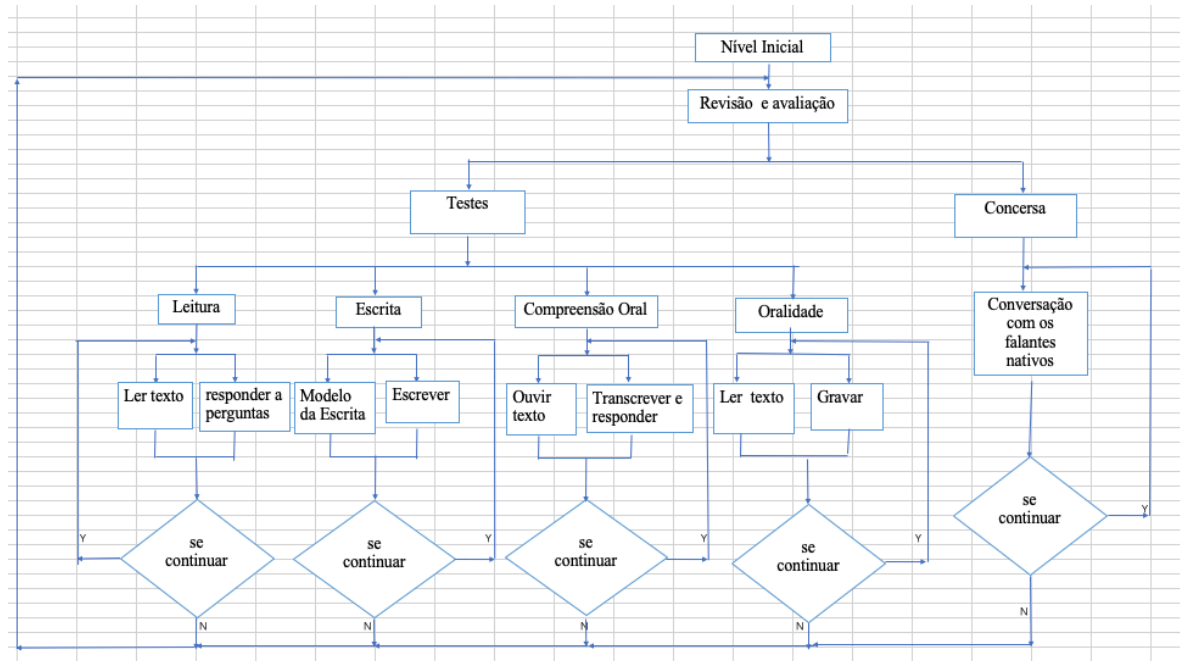 Nível Inicial
Revisão e avaliação
Testes
Concersa
Leitura
Escrita
Compreensão Oral
Oralidade
Conversação
com os
falantes
nativos
Ler texto
responder a
perguntas
Modelo
da Escrita
Escrever
Ouvir
texto
Transcrever e
responder
Ler texto
Gravar
se
continuar
Y
N
se
continuar
Y
N
se
continuar
Y
N
se
continuar
Y
N
se
continuar
Y
N